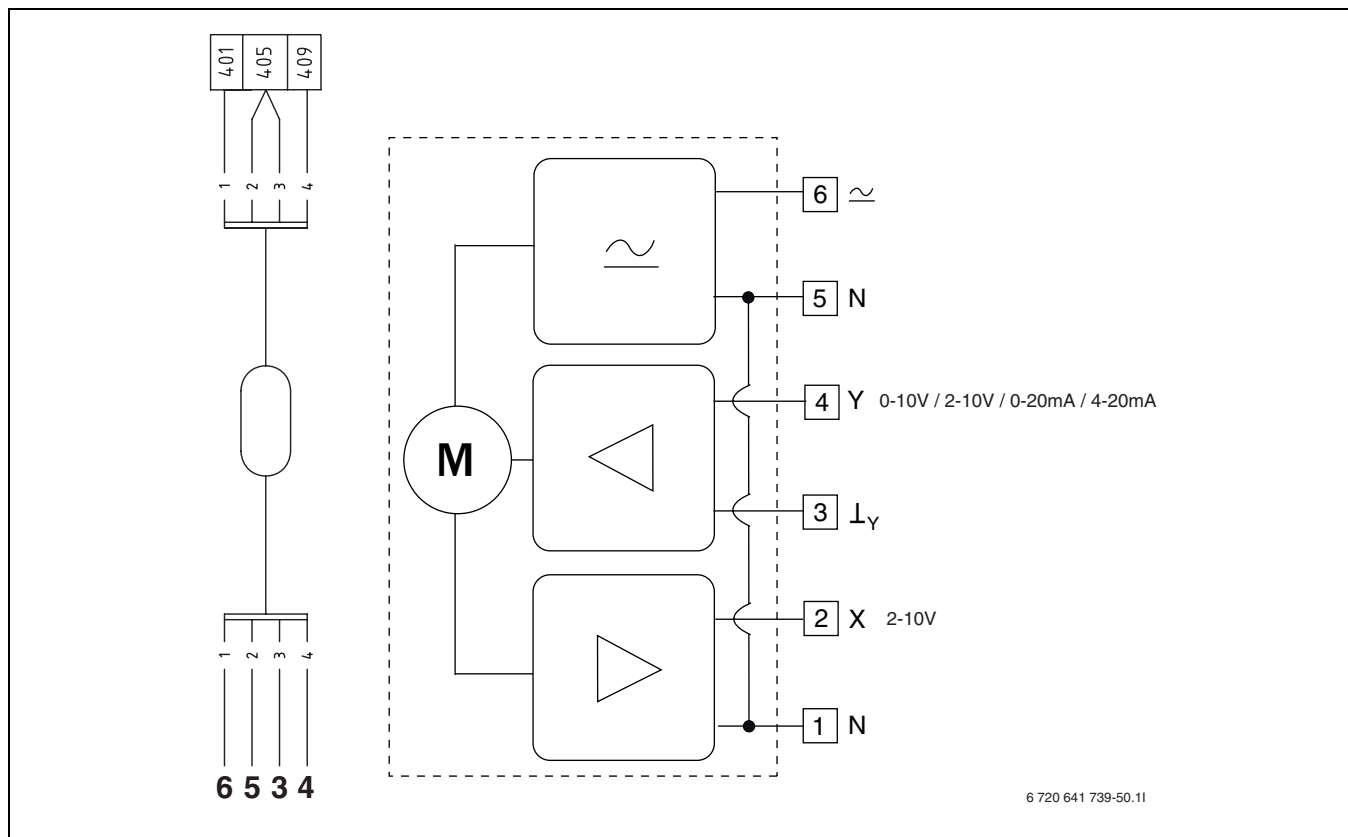 401 405 409
1 2 3 4
1 2 3 4
6 5 3 4
M
6
5 N
4 Y 0-10V / 2-10V / 0-20mA / 4-20mA
3 ⊥Y
2 X 2-10V
1 N
6 720 641 739-50.1I